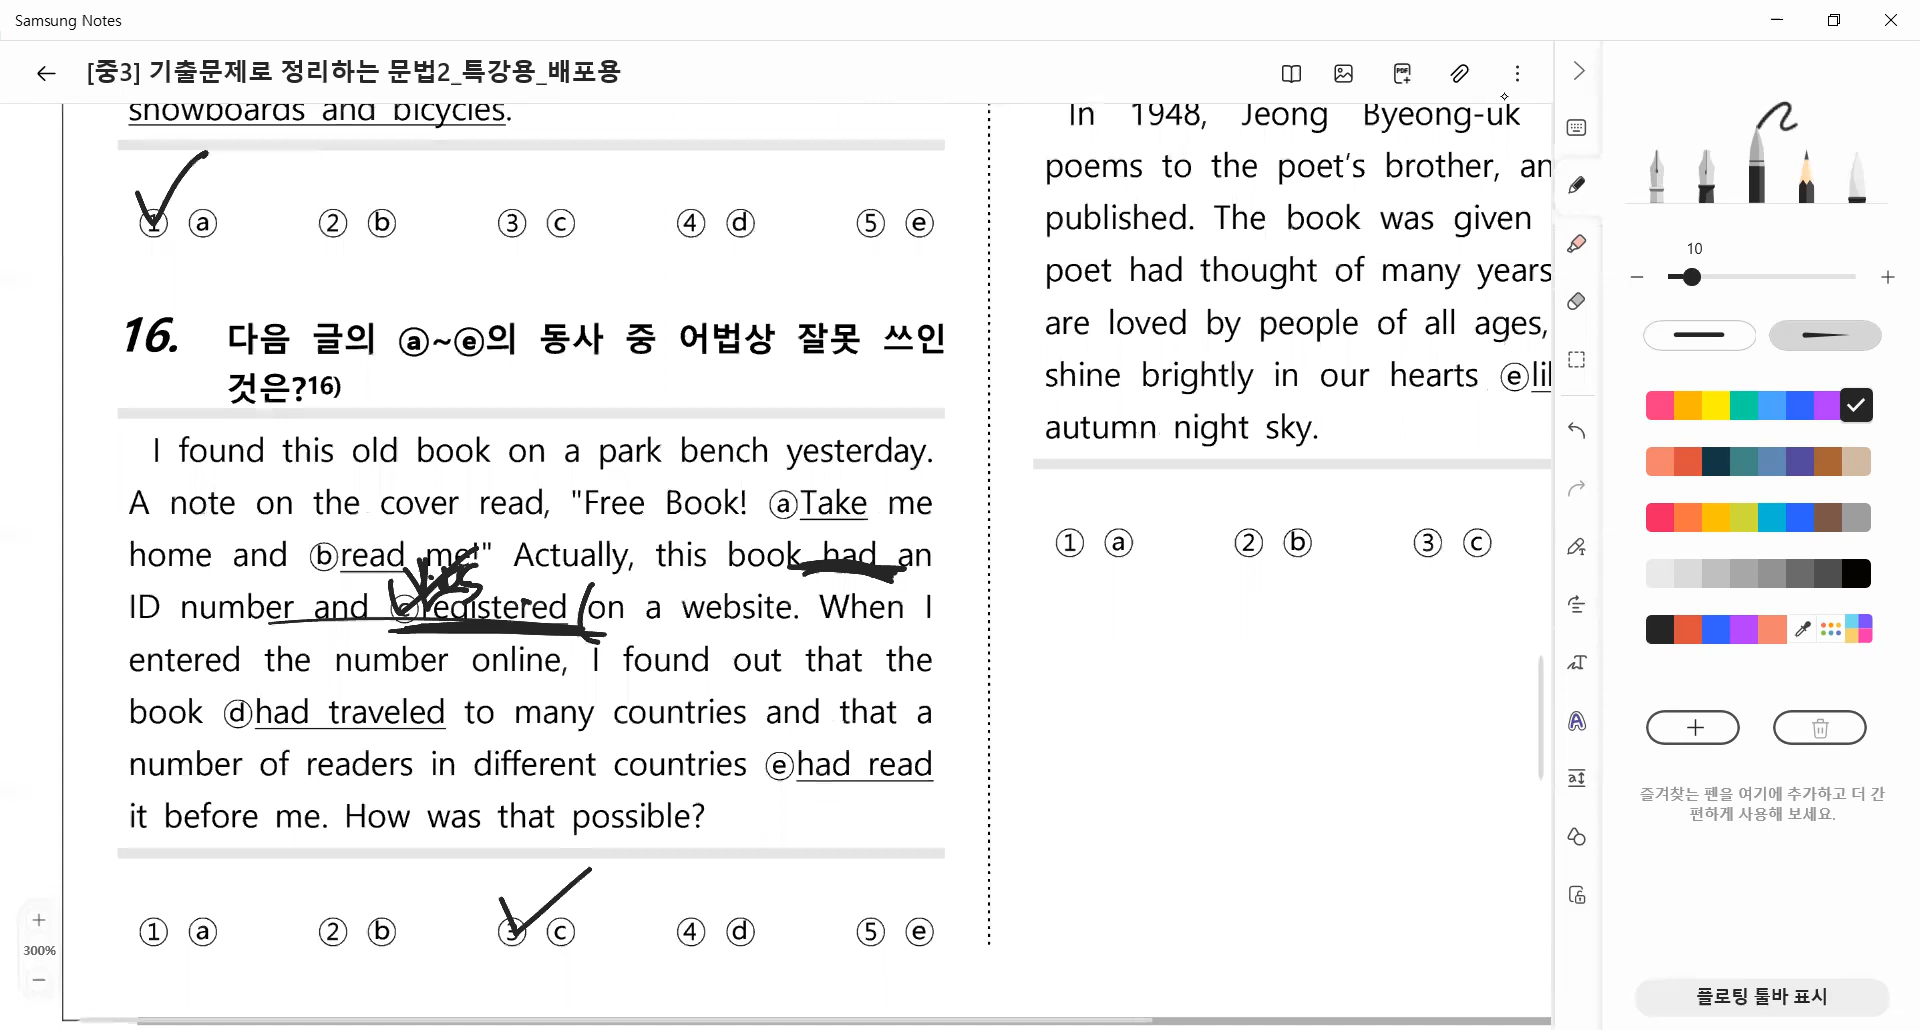 Samsung Notes
[중3] 기출문제로 정리하는 문법2_특강용_배포용
PDF
snowboards and bicycles.
① ⓐ ② ⓑ ③ ⓒ ④ ⓓ ⑤ ⓔ
16. 다음 글의 ⓐ~ⓔ의 동사 중 어법상 잘못 쓰인
것은?16)
I found this old book on a park bench yesterday.
A note on the cover read, "Free Book! ⓐTake me
home and ⓑread me!" Actually, this book had an
ID number and ⓒregistered on a website. When I
entered the number online, I found out that the
book ⓓhad traveled to many countries and that a
number of readers in different countries ⓔhad read
it before me. How was that possible?
① ⓐ ② ⓑ ③ ⓒ ④ ⓓ ⑤ ⓔ
In 1948, Jeong Byeong-uk
poems to the poet's brother, an
published. The book was given
poet had thought of many years
are loved by people of all ages,
shine brightly in our hearts ⓔli
autumn night sky.
① ⓐ ② ⓑ ③ ⓒ
300%
10
즐겨찾는 펜을 여기에 추가하고 더 간
편하게 사용해 보세요.
플로팅 툴바 표시